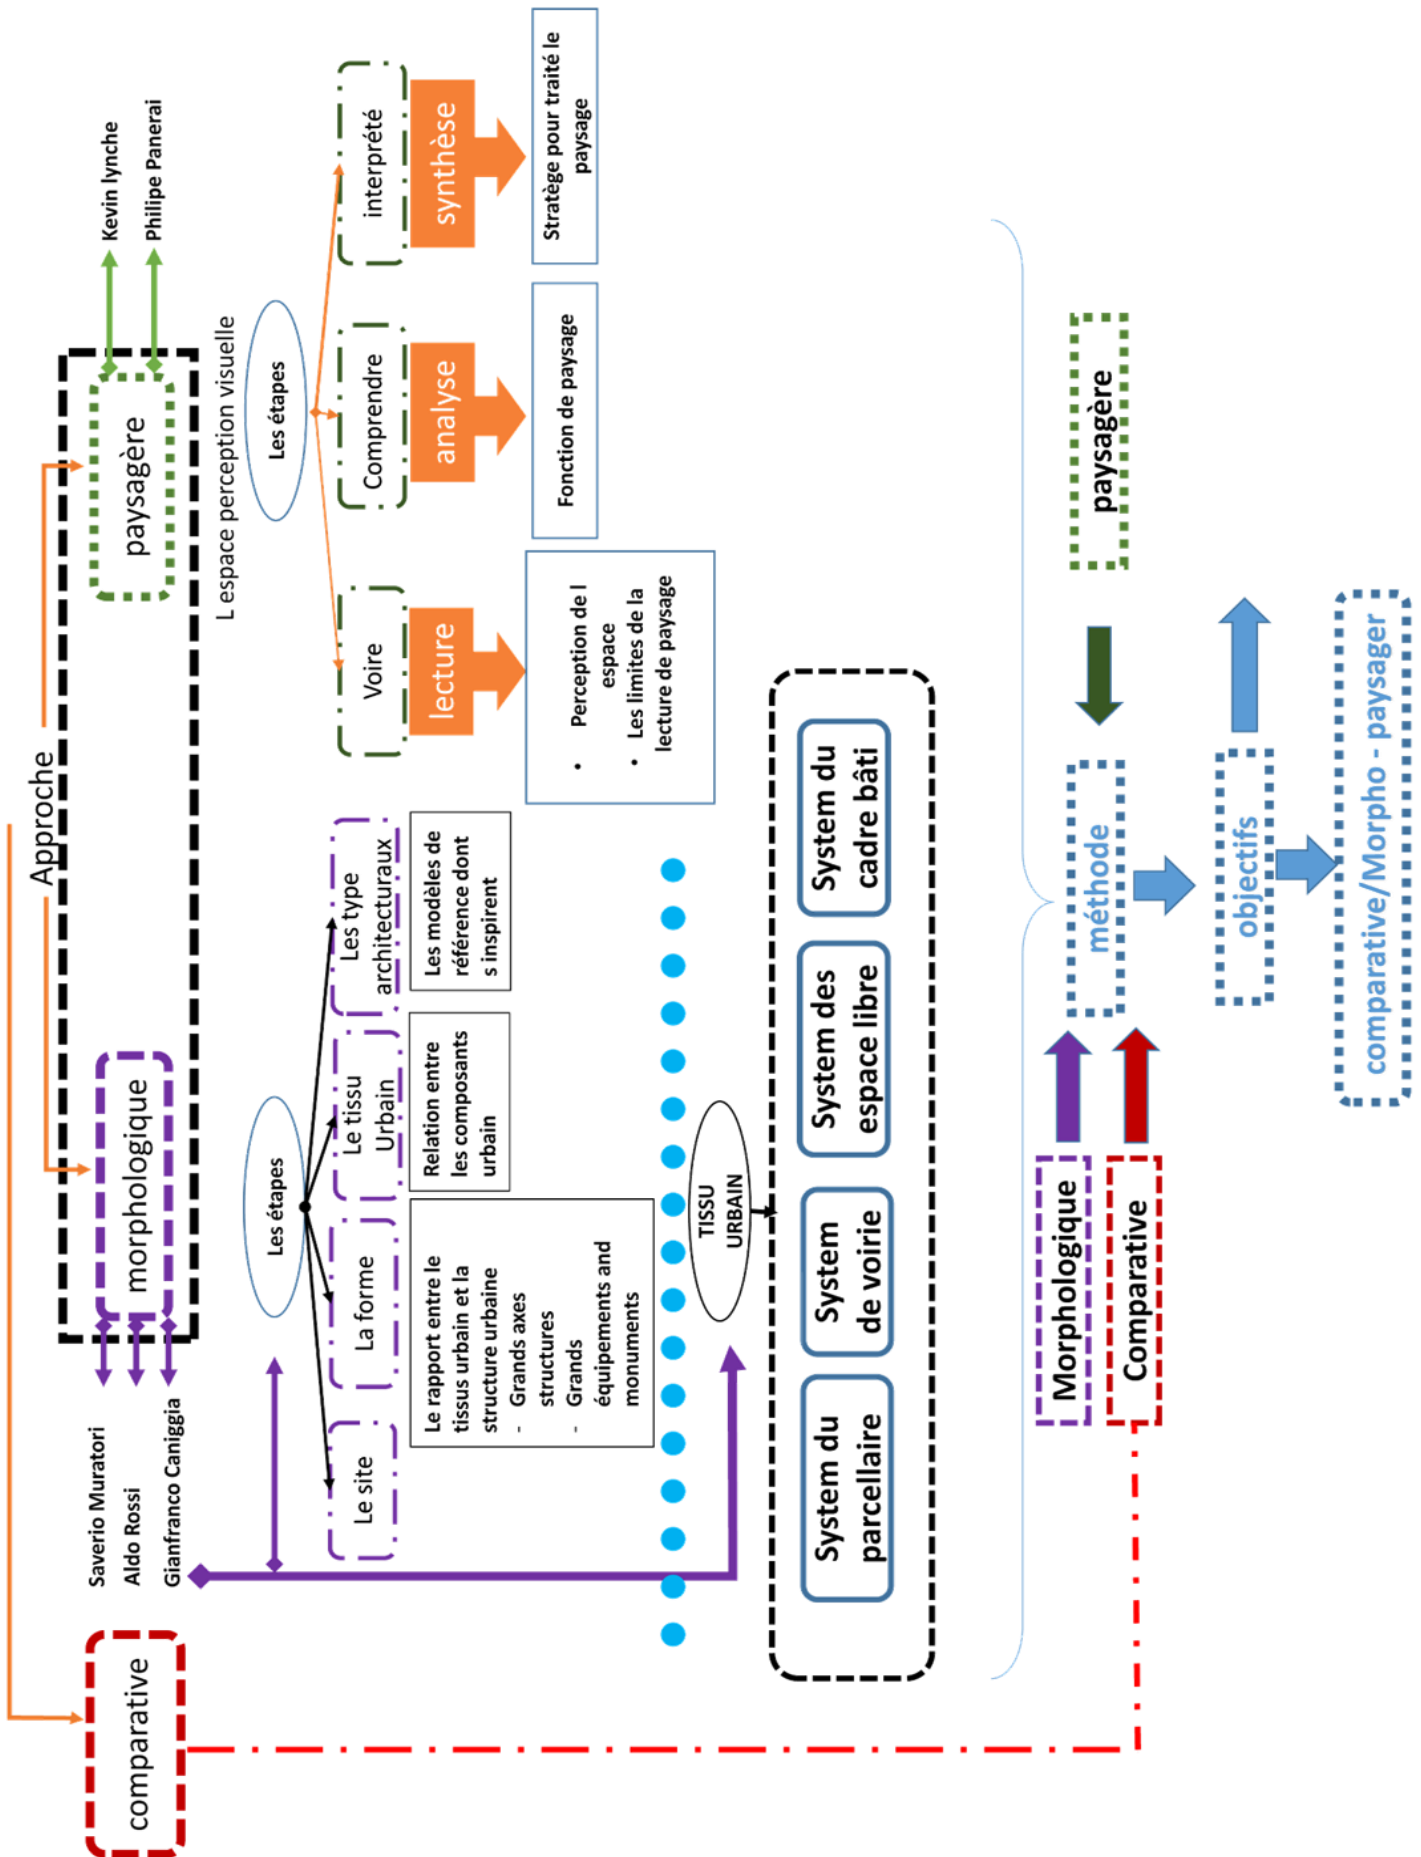 Approche
comparative
Saverio Muratori
Aldo Rossi
Gianfranco Caniggia
morphologique
paysagère
Kevin lynche
Philipe Panerai
L espace perception visuelle
Les étapes
Le site
La forme
Le tissu
Urbain
Les type
architecturaux
Le rapport entre le
tissus urbain et la
structure urbaine
- Grands axes
structures
- Grands
équipements and
monuments
Relation entre
les composants
urbain
Les modèles de
référence dont
s inspirent
Les étapes
Voire
Comprendre
interprété
lecture
analyse
synthèse
• Perception de l
espace
• Les limites de la
lecture de paysage
Fonction de paysage
Stratège pour traité le
paysage
TISSU
URBAIN
System du
parcellaire
System
de voirie
System des
espace libre
System du
cadre bâti
Morphologique
Comparative
méthode
paysagère
objectifs
comparative/Morpho - paysager